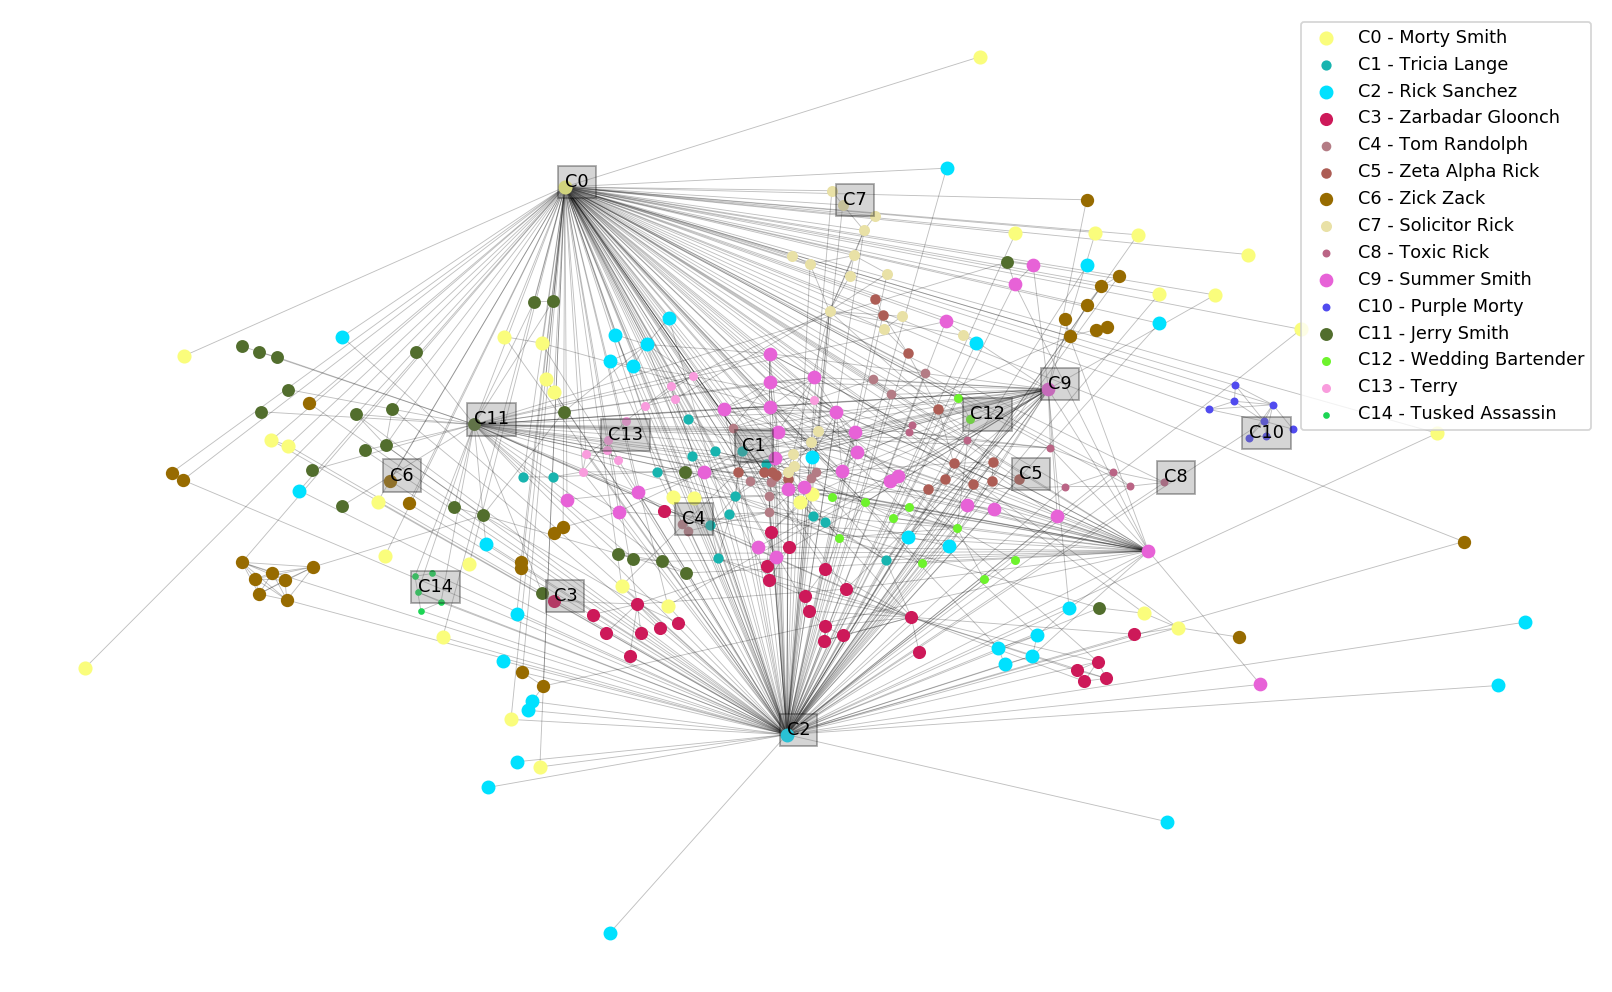 C0 - Morty Smith
C1 - Tricia Lange
C2 - Rick Sanchez
C3 - Zarbadar Gloonch
C4 - Tom Randolph
C5 - Zeta Alpha Rick
C6 - Zick Zack
C7 - Solicitor Rick
C8 - Toxic Rick
C9 - Summer Smith
C10 - Purple Morty
C11 - Jerry Smith
C12 - Wedding Bartender
C13 - Terry
C14 - Tusked Assassin
C0
C7
C9
C12
C11
C13
C10
C1
C5
C8
C6
C4
C14
C3
C2